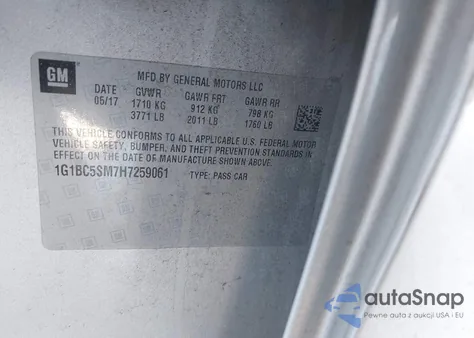 GM
MFD BY GENERAL MOTORS LLC
DATE GVWR GAWR FRT GAWR RR
05/17 1710 KG 912 KG 798 KG
3771 LB 2011 LB 1760 LB
THIS VEHICLE CONFORMS TO ALL APPLICABLE U.S. FEDERAL MOTOR
VEHICLE SAFETY, BUMPER, AND THEFT PREVENTION STANDARDS IN
EFFECT ON THE DATE OF MANUFACTURE SHOWN ABOVE.
1G1BC5SM7H7259061 TYPE: PASS CAR
autoSnap
Pewne auta z aukcji USA i EU